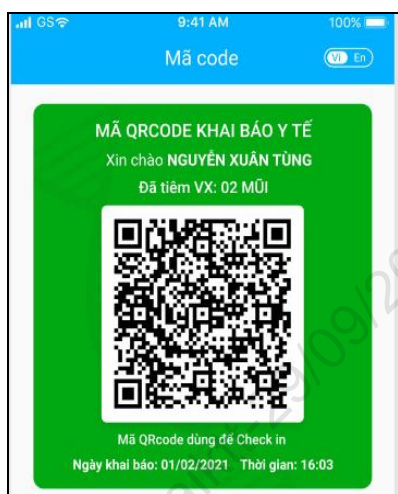 GS 9:41 AM 100%
Mã code Vi En
MÃ QRCODE KHAI BÁO Y TẾ
Xin chào NGUYỄN XUÂN TÙNG
Đã tiêm VX: 02 MŨI
Mã QRcode dùng để Check in
Ngày khai báo: 01/02/2021 Thời gian: 16:03